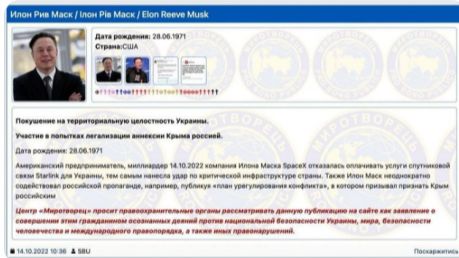 Илон Рив Маск / Ілон Рів Маск / Elon Reeve Musk
Дата рождения: 28.06.1971
Страна:США
Покушение на территориальную целостность Украины.
Участие в попытках легализации аннексии Крыма россией.
Дата рождения: 28.06.1971
Американский предприниматель, миллиардер 14.10.2022 компания Илона Маска SpaceX отказалась оплачивать услуги спутниковой
связи Starlink для Украины, тем самым нанесла удар по критической инфраструктуре страны. Также Илон Маск неоднократно
содействовал российской пропаганде, например, публикуя «план урегулирования конфликта», в котором призывал признать Крым
российским
Центр «Миротворец» просит правоохранительные органы рассматривать данную публикацию на сайте как заявление о
совершении этим гражданином осознанных деяний против национальной безопасности Украины, мира, безопасности
человечества и международного правопорядка, а также иных правонарушений.
14.10.2022 10:36 SBU
Поскаржитись